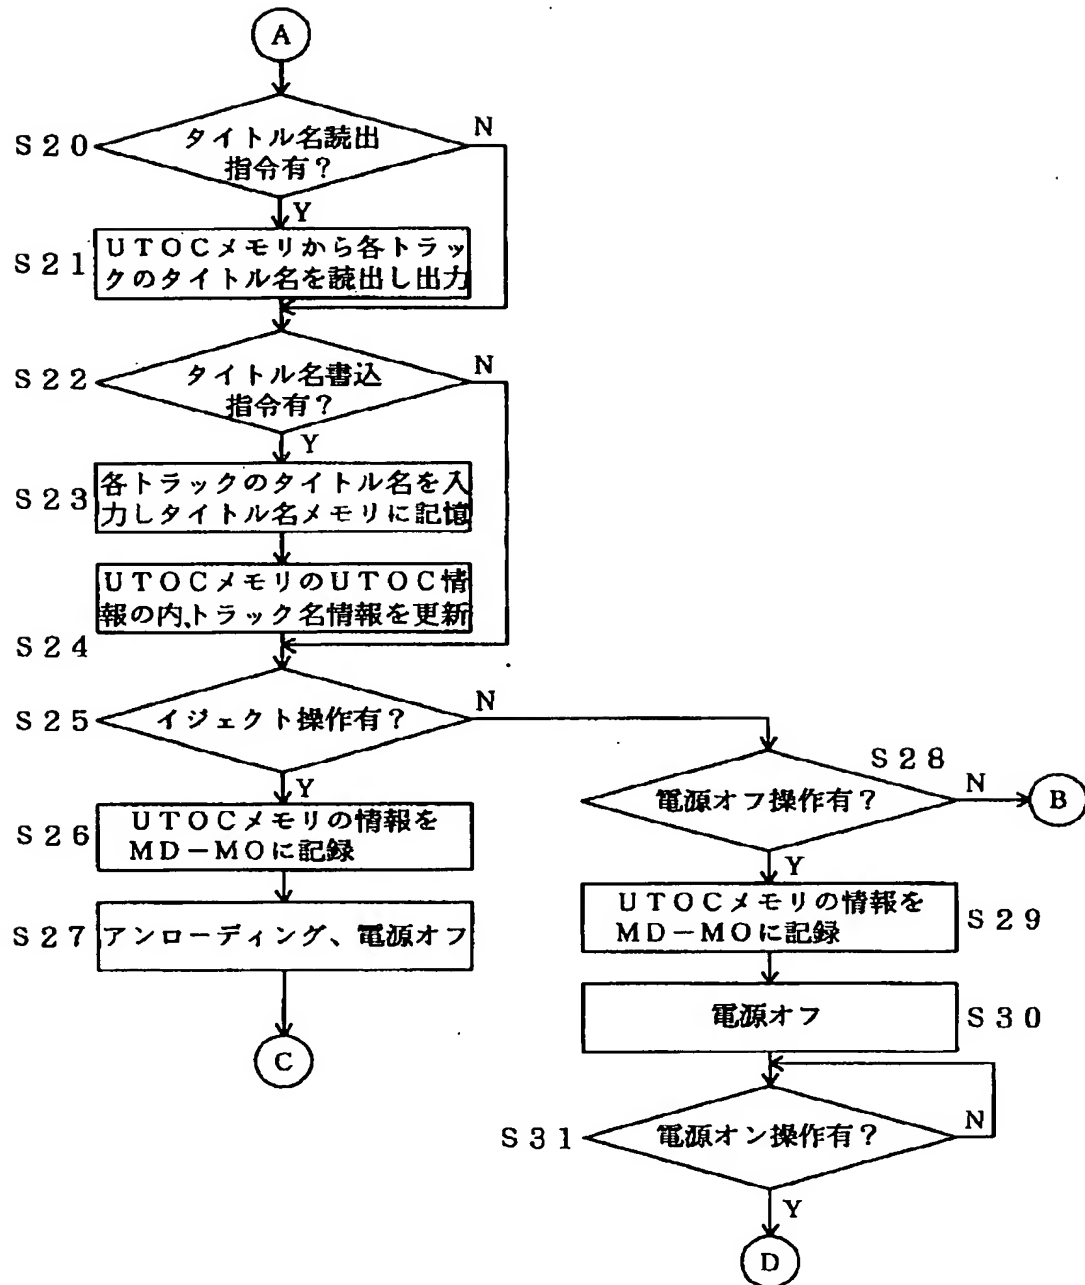 A
S20
タイトル名読出
指令有？
N
Y
S21
UTOCメモリから各トラッ
クのタイトル名を読出し出力
S22
タイトル名書込
指令有？
N
Y
S23
各トラックのタイトル名を入
力しタイトル名メモリに記憶
UTOCメモリのUTOC情
報の内、トラック名情報を更新
S24
S25
イジェクト操作有？
N
Y
S26
UTOCメモリの情報を
MD－MOに記録
S27
アンローディング、電源オフ
C
S28
電源オフ操作有？
N
B
Y
UTOCメモリの情報を
MD－MOに記録
S29
電源オフ
S30
S31
電源オン操作有？
N
Y
D